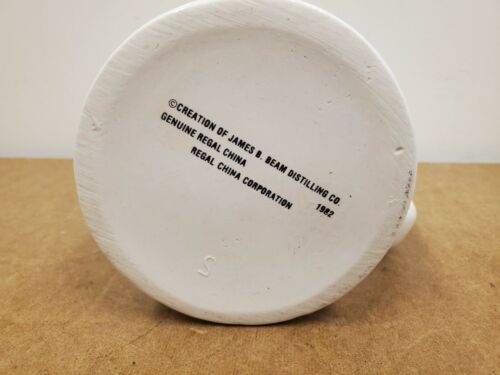 ©CREATION OF JAMES B. BEAM DISTILLING CO.
GENUINE REGAL CHINA
REGAL CHINA CORPORATION 1982
S